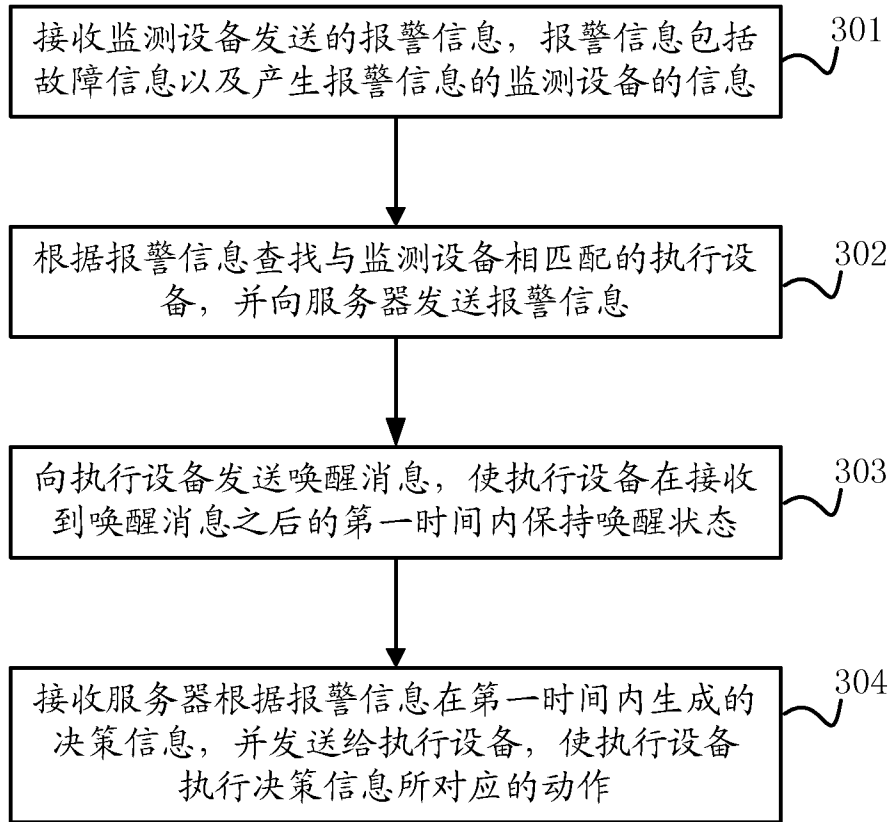 接收监测设备发送的报警信息，报警信息包括
故障信息以及产生报警信息的监测设备的信息
301
根据报警信息查找与监测设备相匹配的执行设
备，并向服务器发送报警信息
302
向执行设备发送唤醒消息，使执行设备在接收
到唤醒消息之后的第一时间内保持唤醒状态
303
接收服务器根据报警信息在第一时间内生成的
决策信息，并发送给执行设备，使执行设备
执行决策信息所对应的动作
304